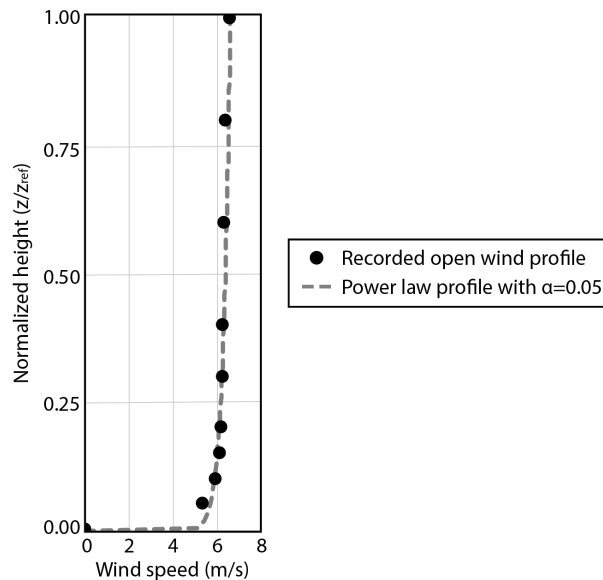 1.00
0.75
0.50
0.25
0.00
Normalized height (z/zref)
0 2 4 6 8
Wind speed (m/s)
Recorded open wind profile
Power law profile with α=0.05